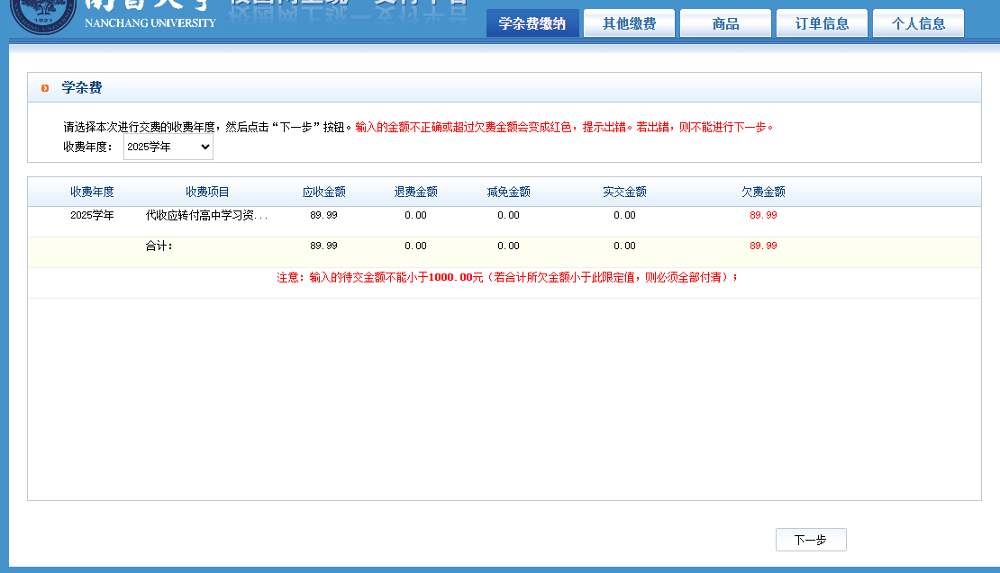 南昌大学
NANCHANG UNIVERSITY
1921
学杂费缴纳 其他缴费 商品 订单信息 个人信息
学杂费
请选择本次进行交费的收费年度，然后点击“下一步”按钮。输入的金额不正确或超过欠费金额会变成红色，提示出错。若出错，则不能进行下一步。
收费年度： 2025学年
收费年度 收费项目 应收金额 退费金额 减免金额 实交金额 欠费金额
2025学年 代收应转付高中学习资... 89.99 0.00 0.00 0.00 89.99
合计： 89.99 0.00 0.00 0.00 89.99
注意：输入的待交金额不能小于1000.00元（若合计所欠金额小于此限定值，则必须全部付清）；
下一步